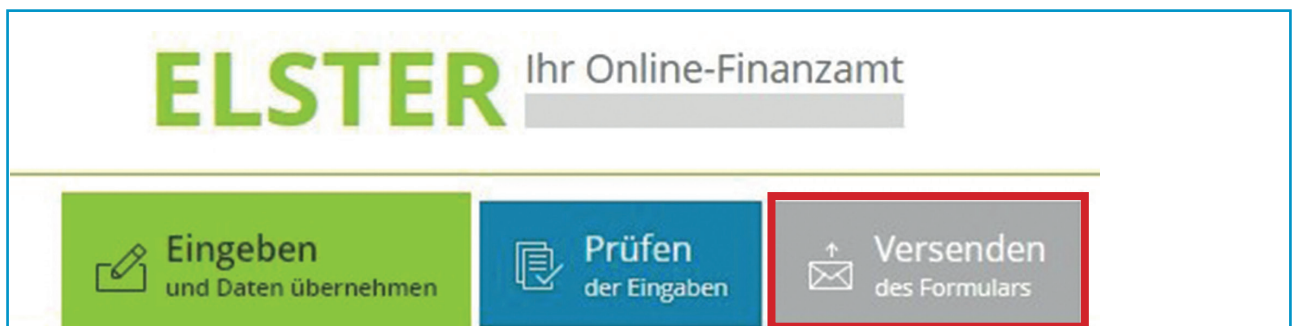 ELSTER Ihr Online-Finanzamt
Eingeben
und Daten übernehmen
Prüfen
der Eingaben
Versenden
des Formulars